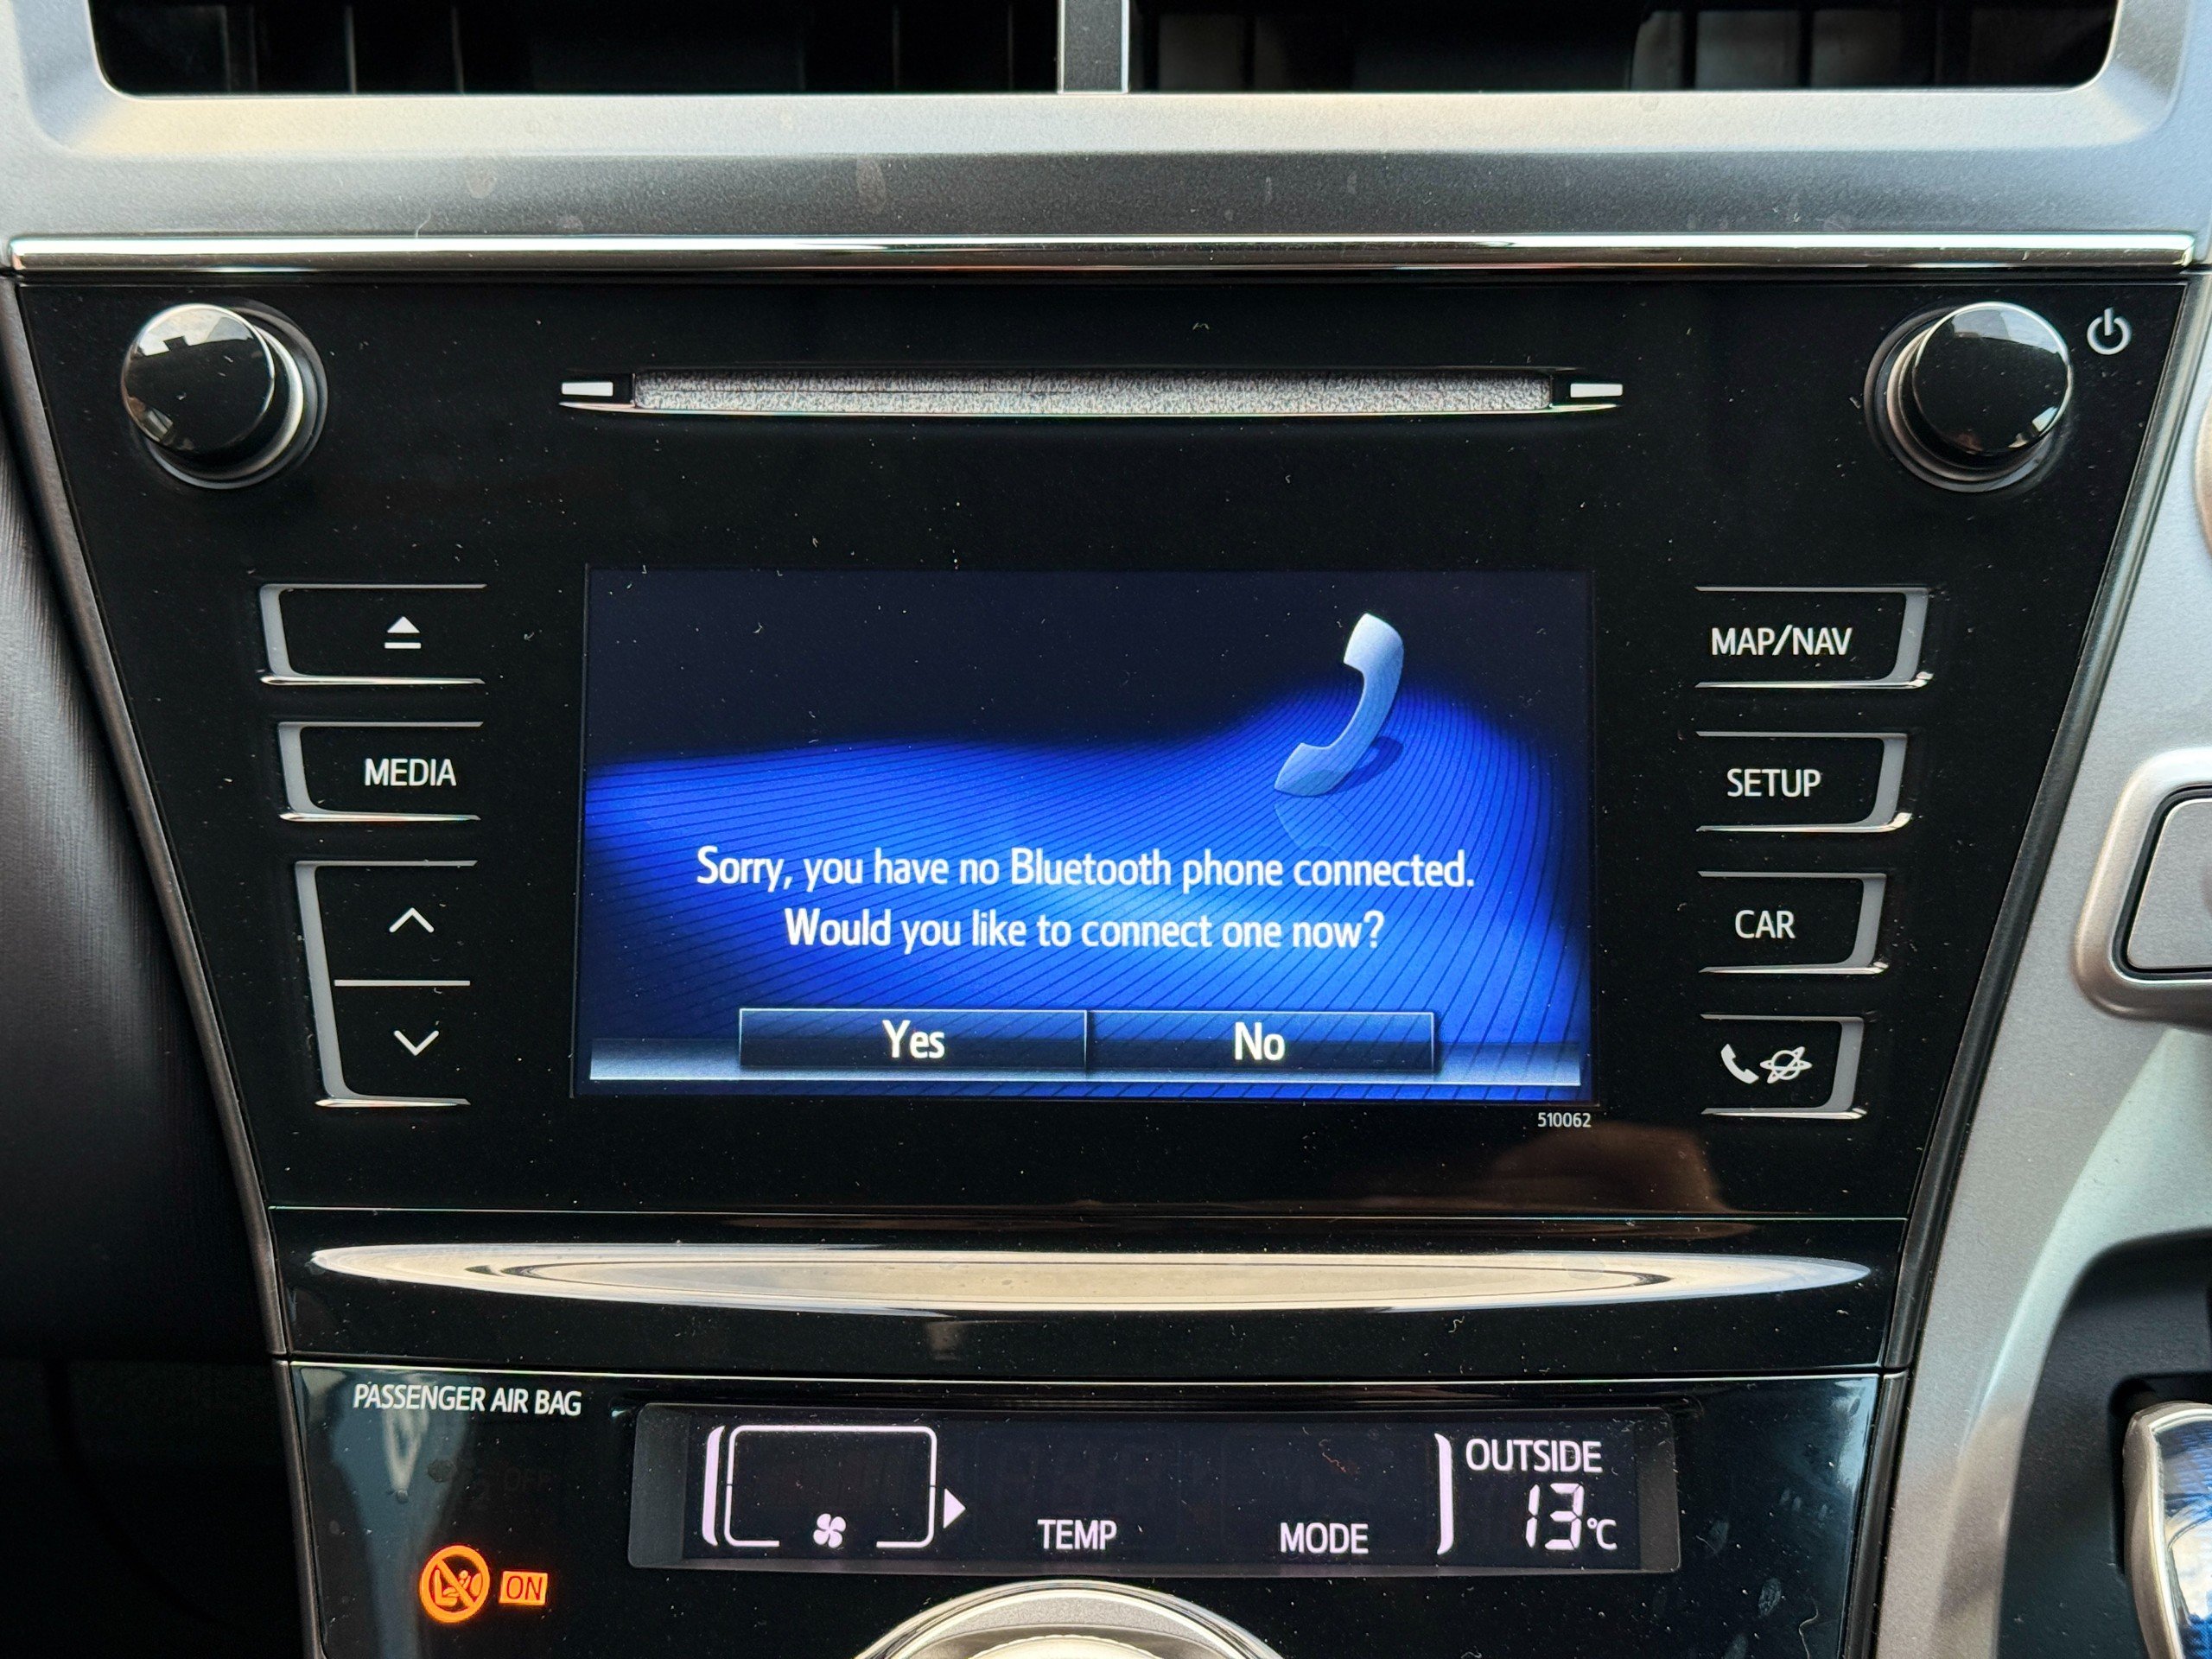 MAP/NAV
MEDIA
SETUP
CAR
Sorry, you have no Bluetooth phone connected.
Would you like to connect one now?
Yes
No
510062
PASSENGER AIR BAG
OFF
ON
TEMP
MODE
OUTSIDE
13°C